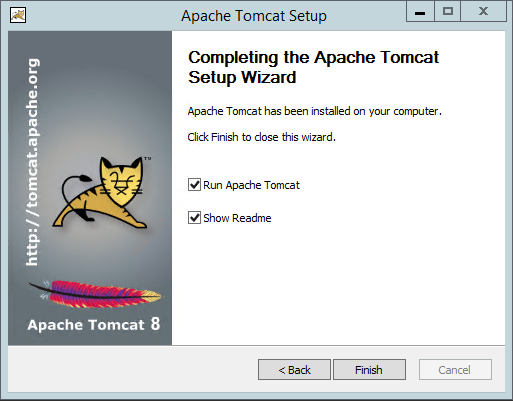 Apache Tomcat Setup
http://tomcat.apache.org
TM
Apache Tomcat 8
Completing the Apache Tomcat
Setup Wizard
Apache Tomcat has been installed on your computer.
Click Finish to close this wizard.
Run Apache Tomcat
Show Readme
< Back
Finish
Cancel